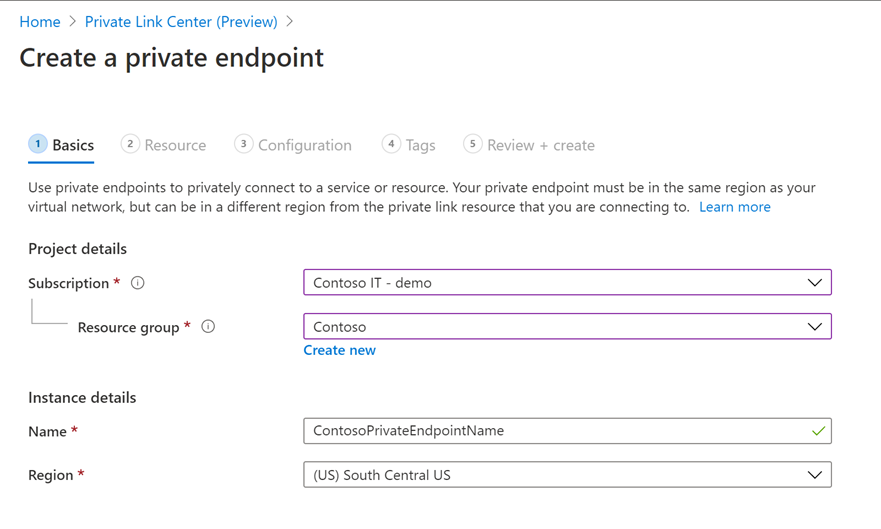 Home > Private Link Center (Preview) >
Create a private endpoint
1 Basics 2 Resource 3 Configuration 4 Tags 5 Review + create
Use private endpoints to privately connect to a service or resource. Your private endpoint must be in the same region as your
virtual network, but can be in a different region from the private link resource that you are connecting to. Learn more
Project details
Subscription * Contoso IT - demo
Resource group * Contoso
Create new
Instance details
Name * ContosoPrivateEndpointName
Region * (US) South Central US